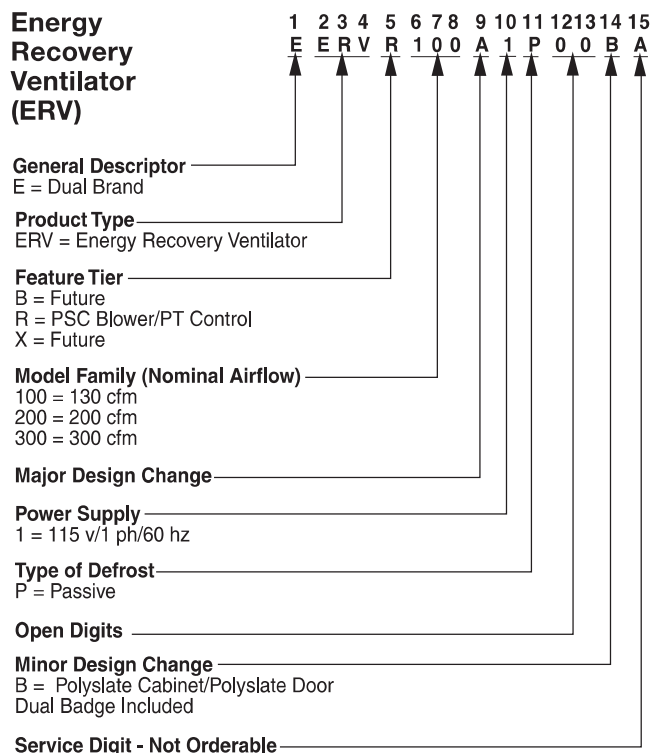 Energy
Recovery
Ventilator
(ERV)
1 2 3 4 5 6 7 8 9 10 11 12 13 14 15
E E R V R 1 0 0 A 1 P 0 0 B A
General Descriptor
E = Dual Brand
Product Type
ERV = Energy Recovery Ventilator
Feature Tier
B = Future
R = PSC Blower/PT Control
X = Future
Model Family (Nominal Airflow)
100 = 130 cfm
200 = 200 cfm
300 = 300 cfm
Major Design Change
Power Supply
1 = 115 v/1 ph/60 hz
Type of Defrost
P = Passive
Open Digits
Minor Design Change
B = Polyslate Cabinet/Polyslate Door
Dual Badge Included
Service Digit - Not Orderable